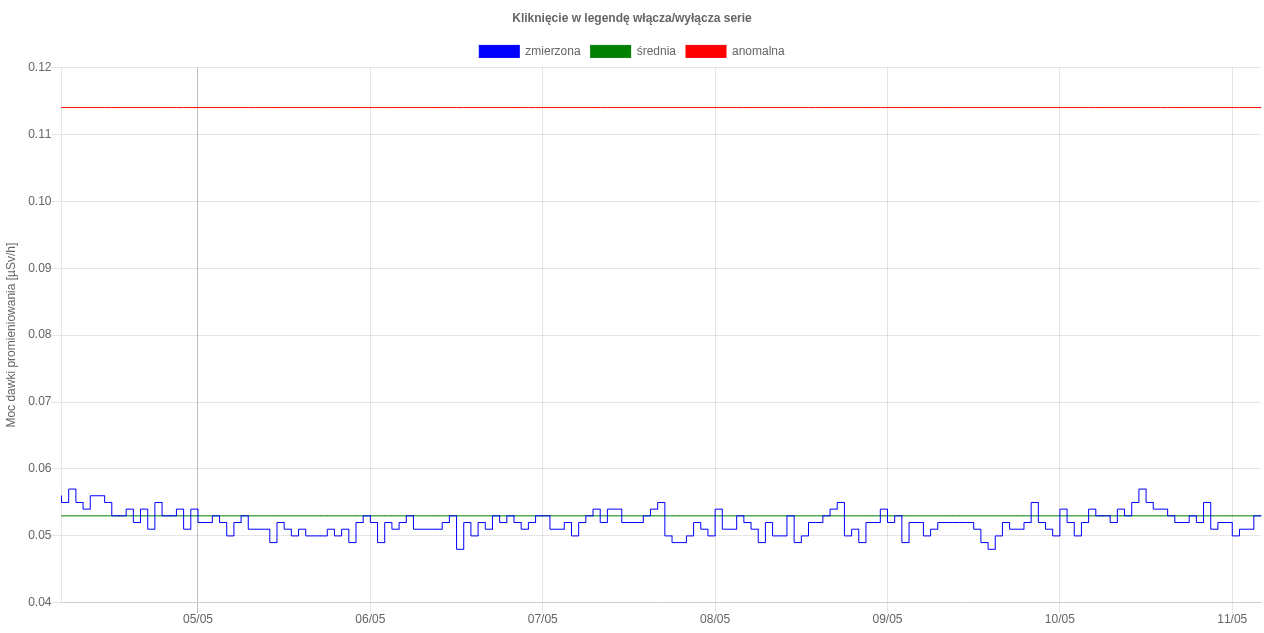 Kliknięcie w legendę włącza/wyłącza serie
zmierzona średnia anomalna
Moc dawki promieniowania [µSv/h]
0.12
0.11
0.10
0.09
0.08
0.07
0.06
0.05
0.04
05/05 06/05 07/05 08/05 09/05 10/05 11/05